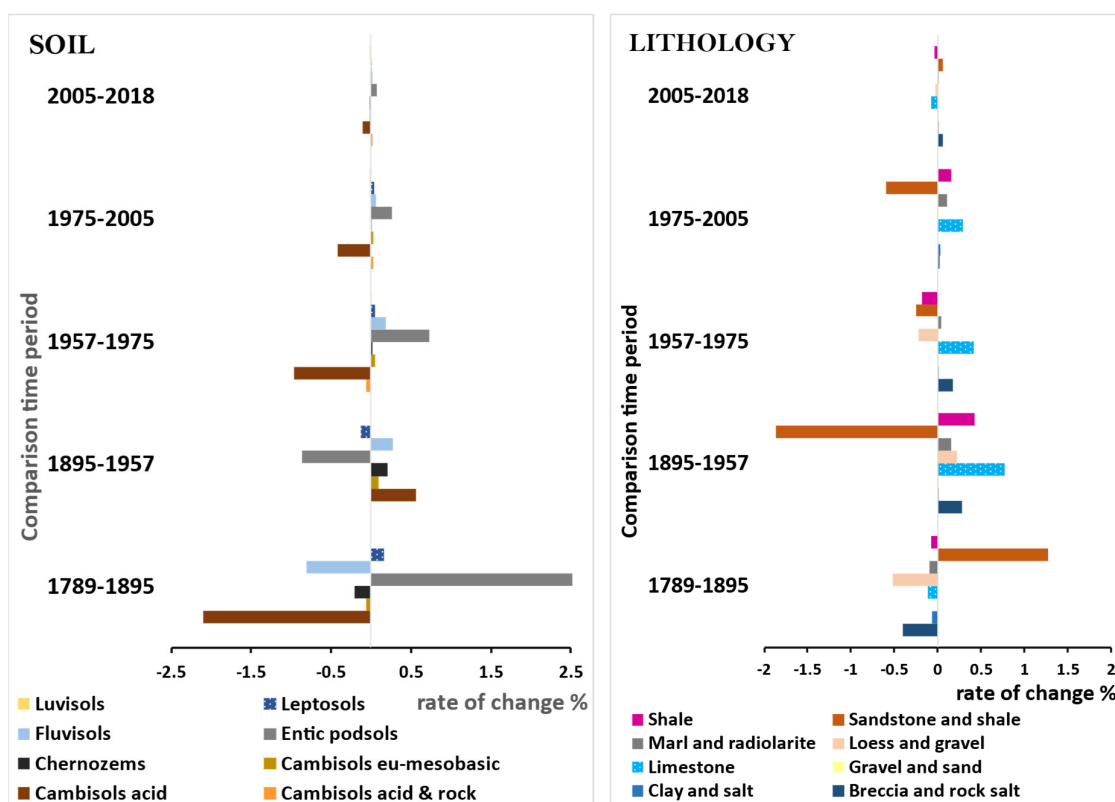 SOIL
2005-2018
1975-2005
1957-1975
1895-1957
1789-1895
Comparison time period
-2.5 -1.5 -0.5 0.5 1.5 2.5
rate of change %
Luvisols Leptosols
Fluvisols Entic podsols
Chernozems Cambisols eu-mesobasic
Cambisols acid Cambisols acid & rock
LITHOLOGY
2005-2018
1975-2005
1957-1975
1895-1957
1789-1895
Comparison time period
-2 -1.5 -1 -0.5 0 0.5 1 1.5 2
rate of change %
Shale Sandstone and shale
Marl and radiolarite Loess and gravel
Limestone Gravel and sand
Clay and salt Breccia and rock salt